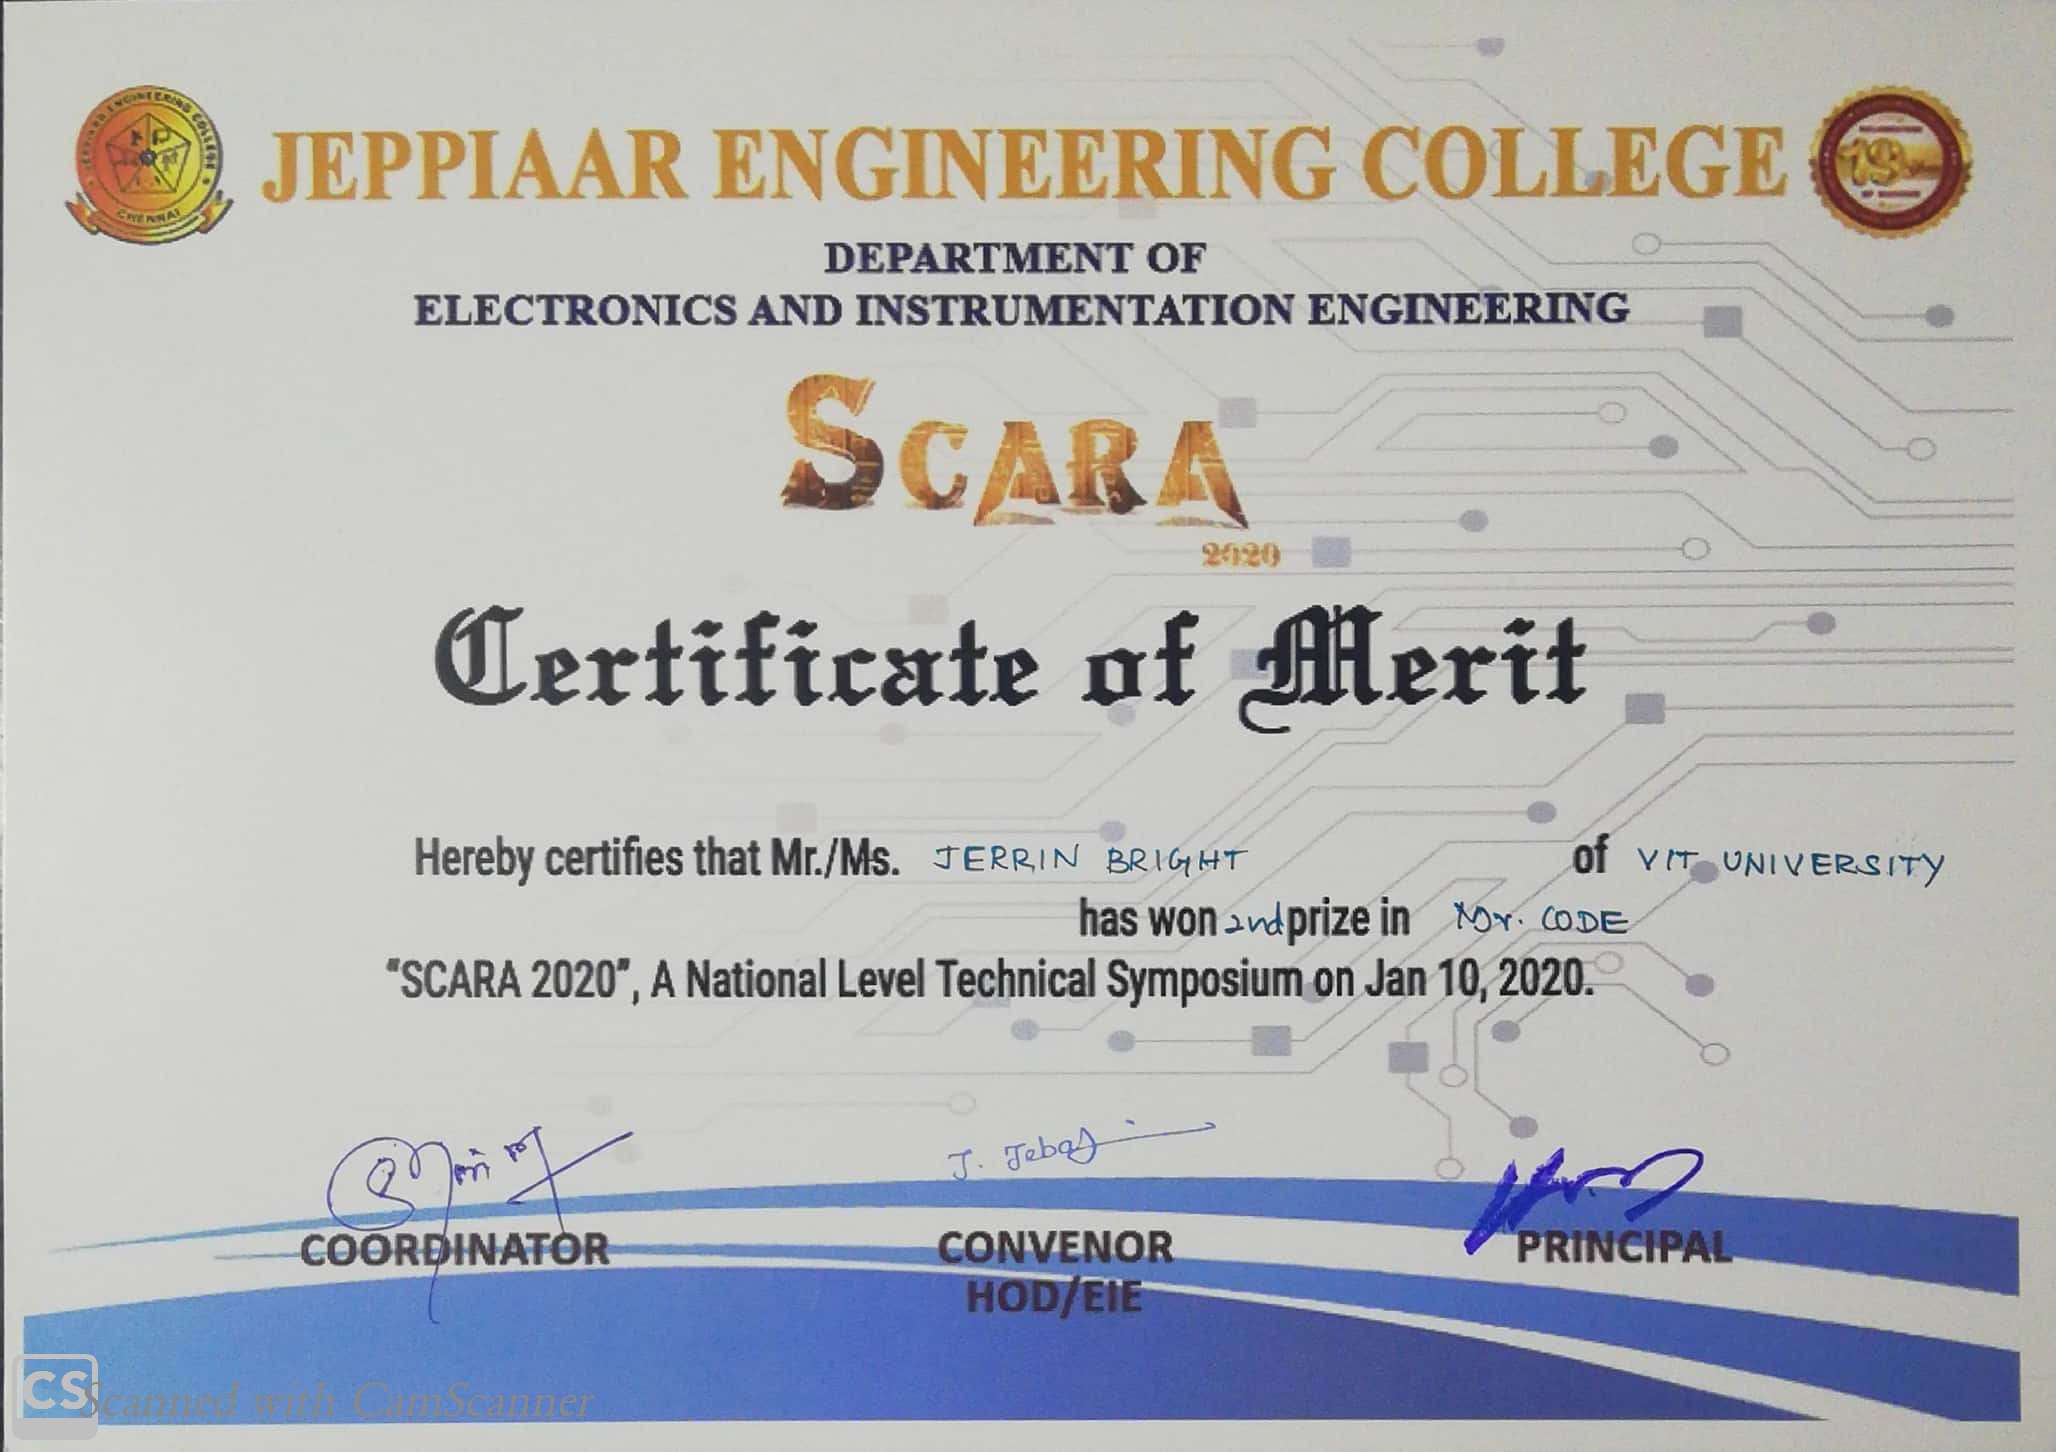 JEPPIAAR ENGINEERING COLLEGE
CHENNAI
DEPARTMENT OF
ELECTRONICS AND INSTRUMENTATION ENGINEERING
SCARA
2020
Certificate of Merit
Hereby certifies that Mr./Ms. JERRIN BRIGHT of VIT UNIVERSITY
has won 2nd prize in Mr. CODE
"SCARA 2020", A National Level Technical Symposium on Jan 10, 2020.
COORDINATOR CONVENOR PRINCIPAL
HOD/EIE
CS Scanned with CamScanner